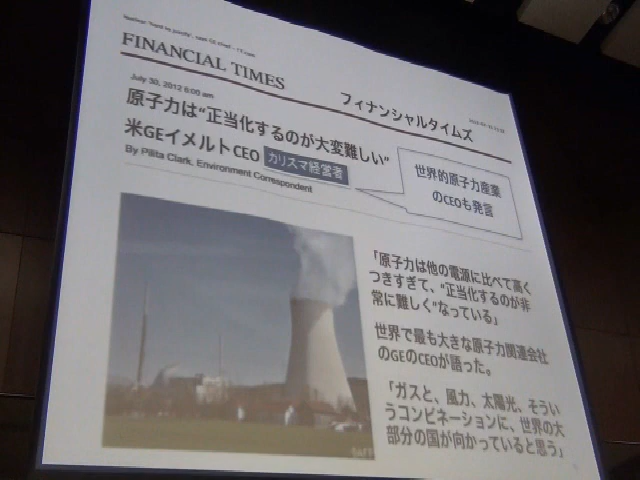 FINANCIAL TIMES
フィナンシャルタイムズ
July 30, 2012 6:00 am
原子力は“正当化するのが大変難しい”
米GEイメルトCEO カリスマ経営者
By Pilita Clark, Environment Correspondent
世界的原子力産業
のCEOも発言
「原子力は他の電源に比べて高く
つきすぎて、“正当化するのが非
常に難しく”なっている」
世界で最も大きな原子力関連会社
のGEのCEOが語った。
「ガスと、風力、太陽光、そうい
うコンビネーションに、世界の大
部分の国が向かっていると思う」